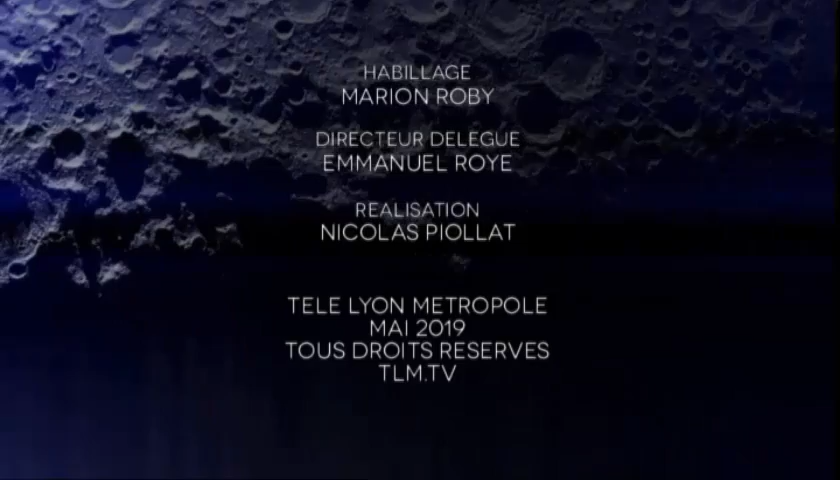 HABILLAGE
MARION ROBY
DIRECTEUR DELEGUE
EMMANUEL ROYE
REALISATION
NICOLAS PIOLLAT
TELE LYON METROPOLE
MAI 2019
TOUS DROITS RESERVES
TLM.TV